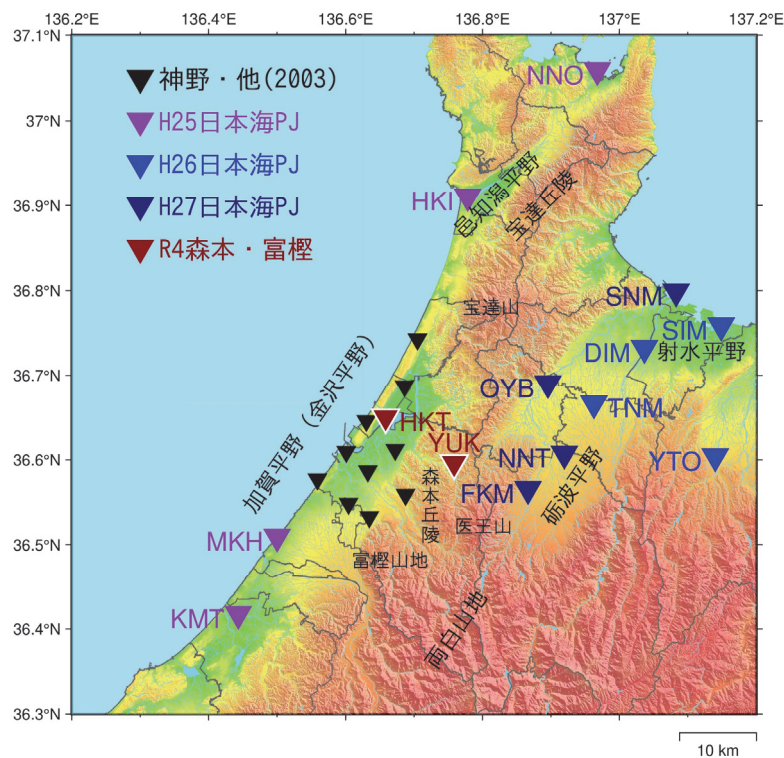 136.2°E 136.4° 136.6° 136.8° 137° 137.2°E
37.1°N
37°N
36.9°N
36.8°N
36.7°N
36.6°N
36.5°N
36.4°N
36.3°N
神野・他(2003)
H25日本海PJ
H26日本海PJ
H27日本海PJ
R4森本・富樫
NNO
HKI
邑知潟平野
宝達丘陵
SNM
宝達山
SIM
DIM
射水平野
加賀平野（金沢平野）
OYB
TNM
HKT
YUK
NNT
YTO
FKM
砺波平野
森本丘陵
医王山
MKH
富樫山地
KMT
両白山地
10 km